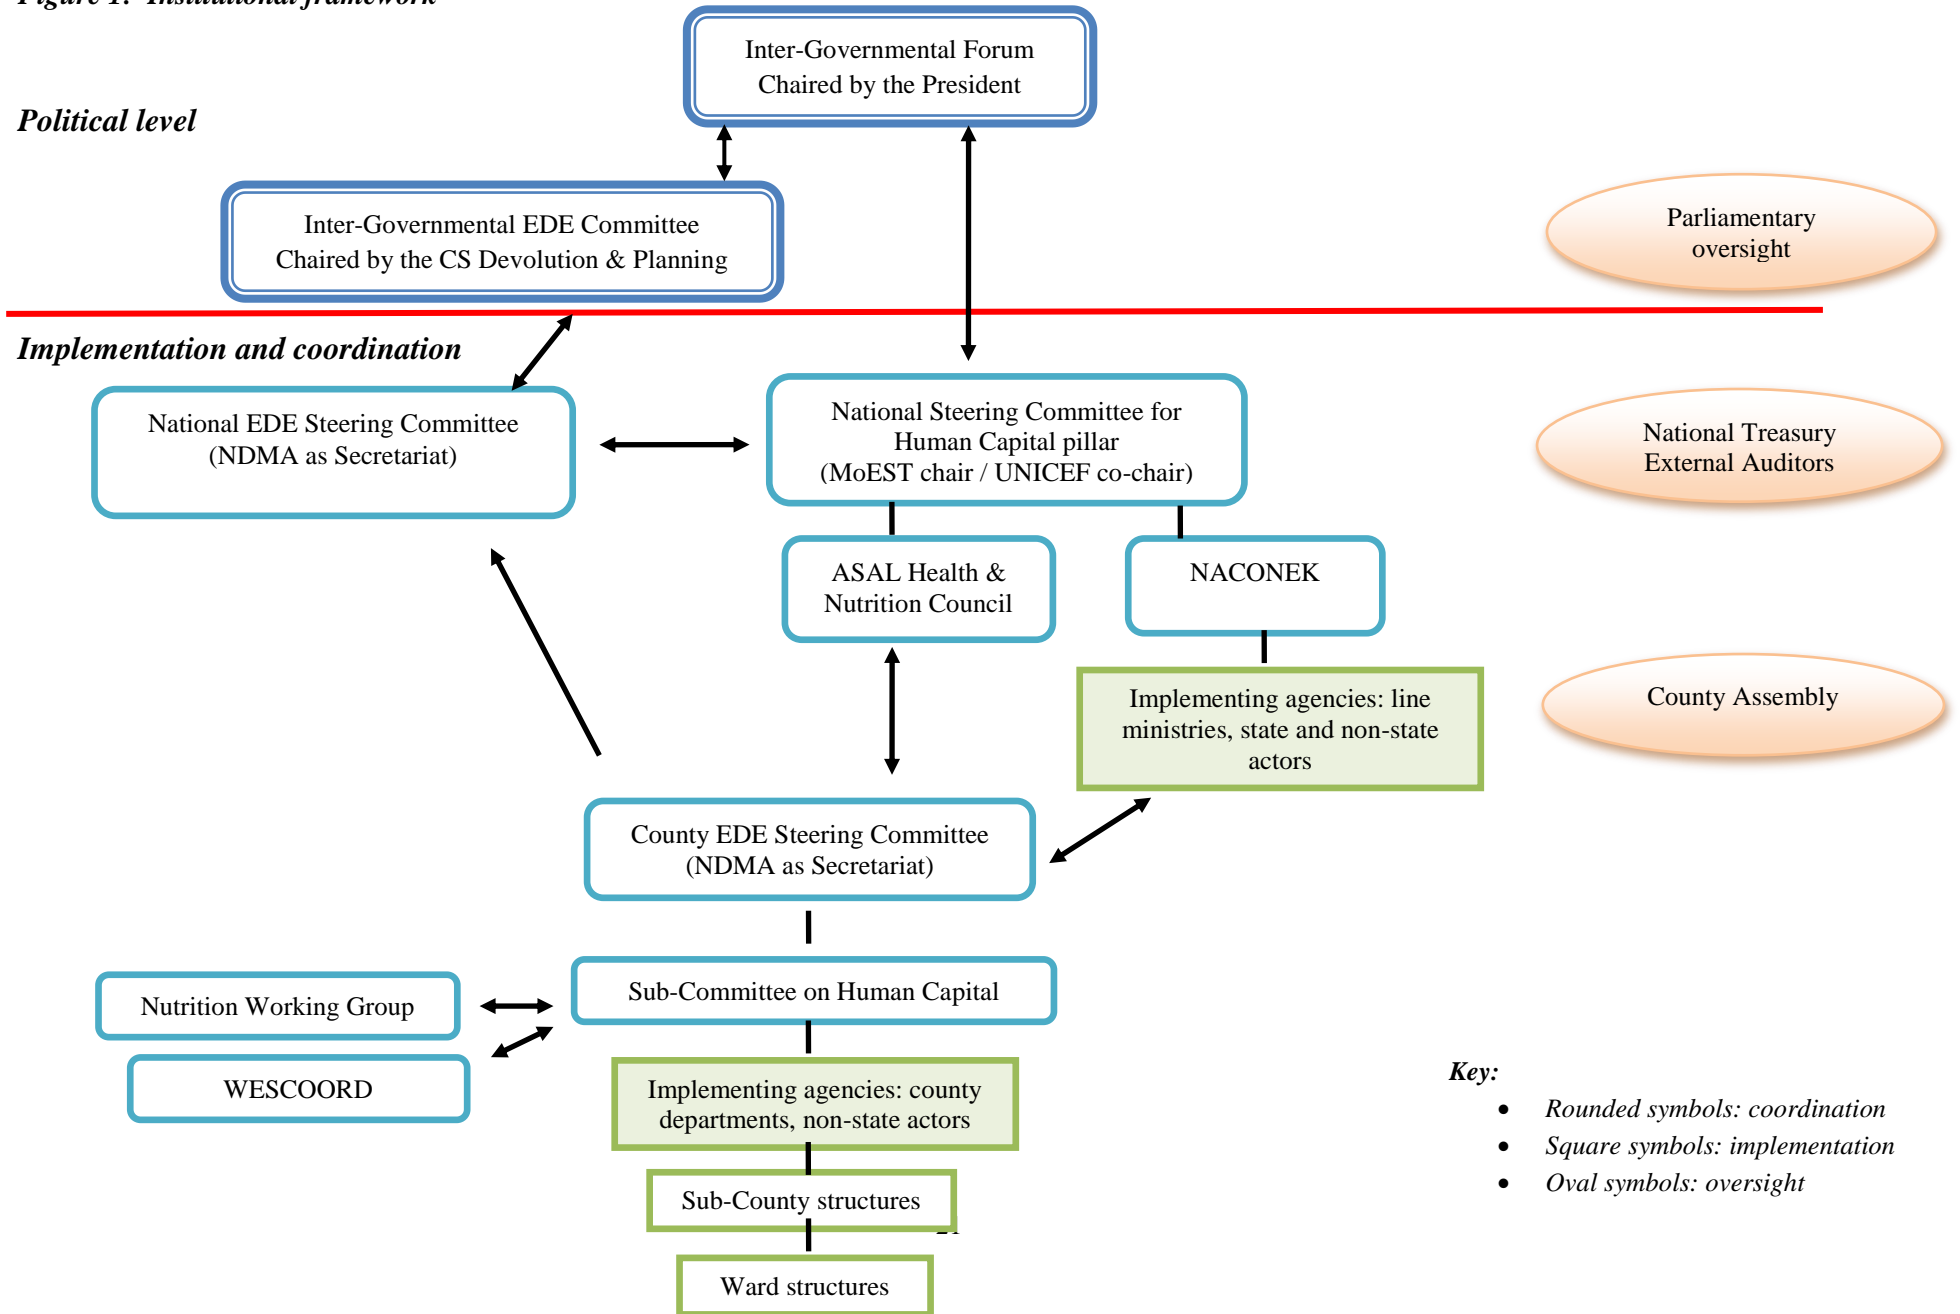 Figure 1: Institutional framework
Inter-Governmental Forum
Chaired by the President
Political level
Inter-Governmental EDE Committee
Chaired by the CS Devolution & Planning
Parliamentary
oversight
Implementation and coordination
National EDE Steering Committee
(NDMA as Secretariat)
National Steering Committee for
Human Capital pillar
(MoEST chair / UNICEF co-chair)
National Treasury
External Auditors
ASAL Health &
Nutrition Council
NACONEK
Implementing agencies: line
ministries, state and non-state
actors
County Assembly
County EDE Steering Committee
(NDMA as Secretariat)
Sub-Committee on Human Capital
Nutrition Working Group
WESCOORD
Implementing agencies: county
departments, non-state actors
Sub-County structures
Ward structures
Key:
• Rounded symbols: coordination
• Square symbols: implementation
• Oval symbols: oversight